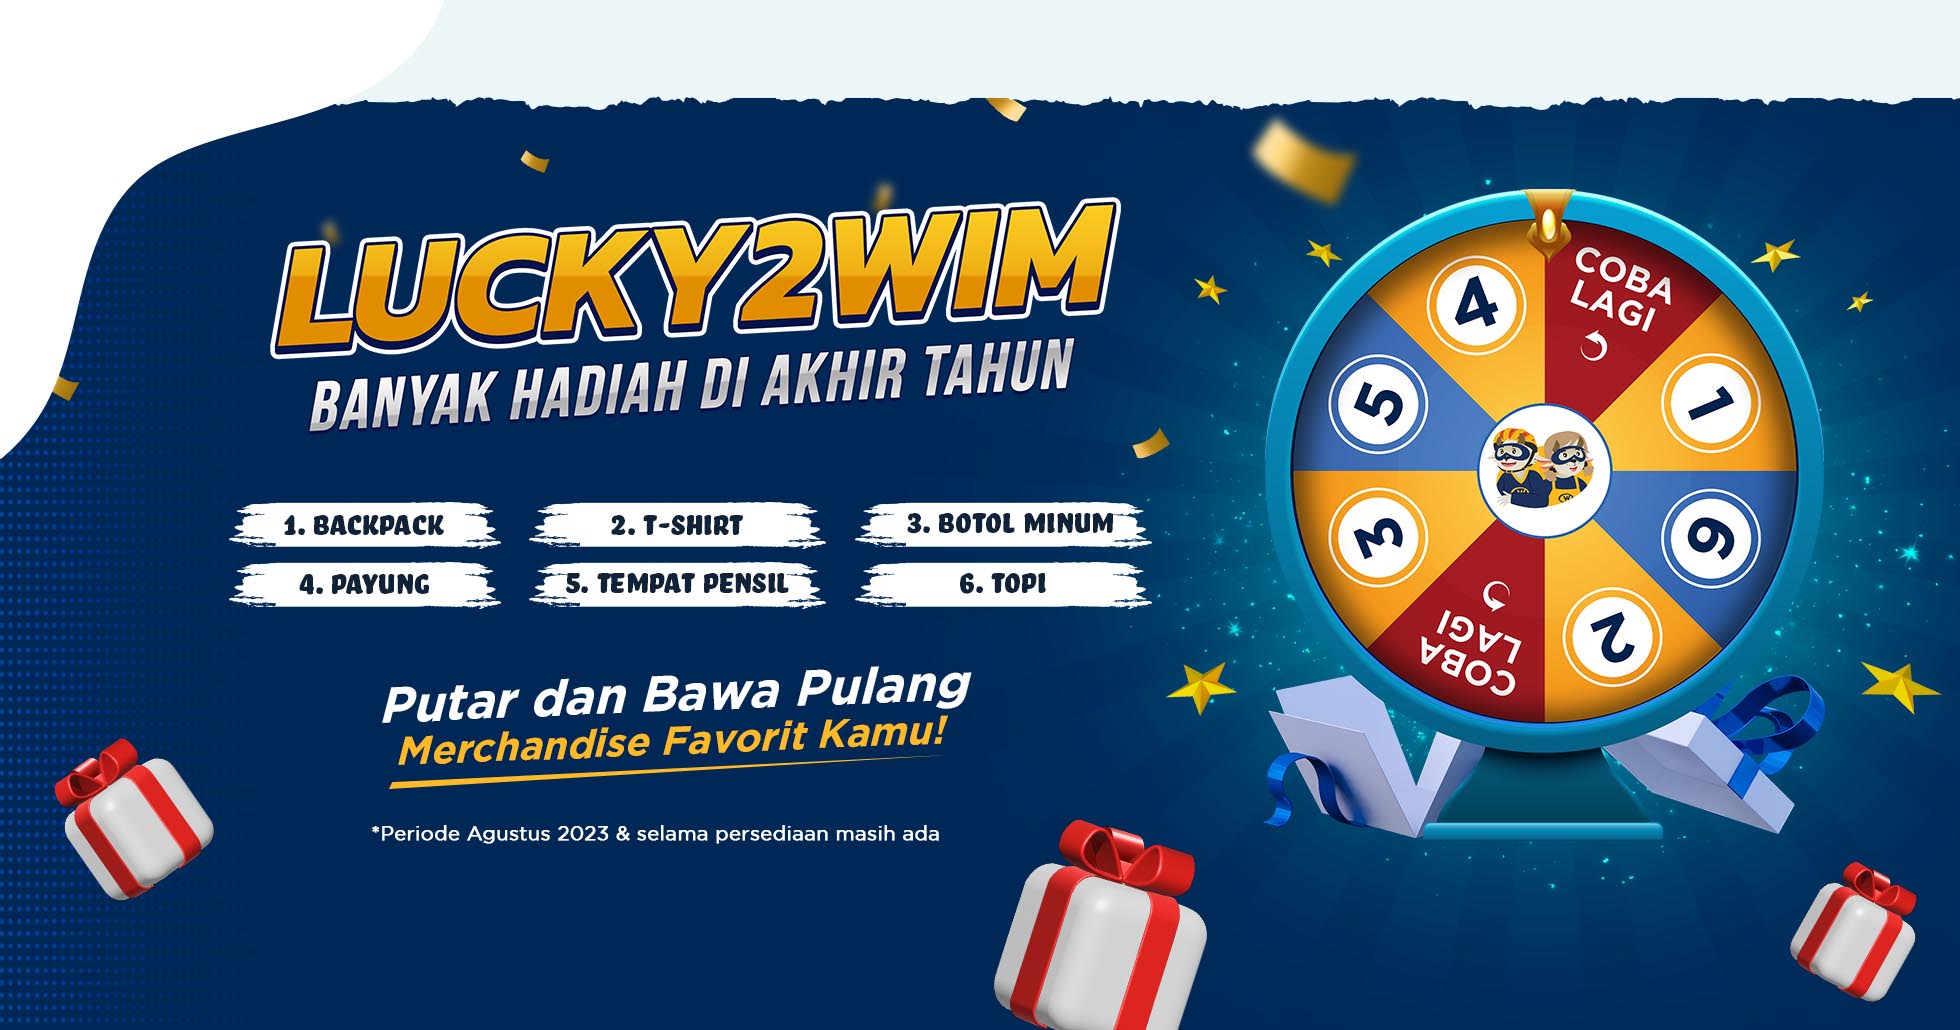 LUCKY2WIM
BANYAK HADIAH DI AKHIR TAHUN
1. BACKPACK
2. T-SHIRT
3. BOTOL MINUM
4. PAYUNG
5. TEMPAT PENSIL
6. TOPI
Putar dan Bawa Pulang
Merchandise Favorit Kamu!
*Periode Agustus 2023 & selama persediaan masih ada
COBA
LAGI
1
6
2
COBA
LAGI
3
5
4